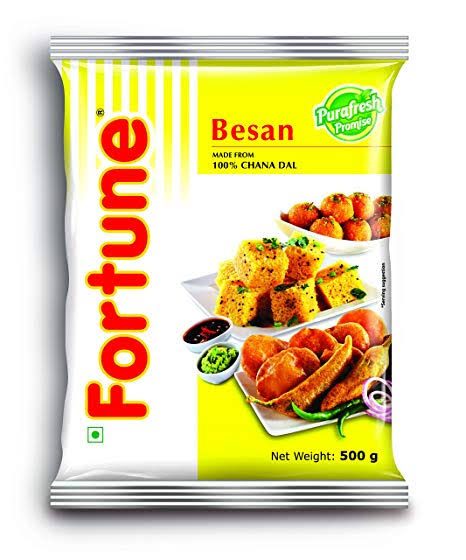 Fortune®
Besan
MADE FROM
100% CHANA DAL
Purafresh
Promise
*Serving suggestion
Net Weight: 500 g